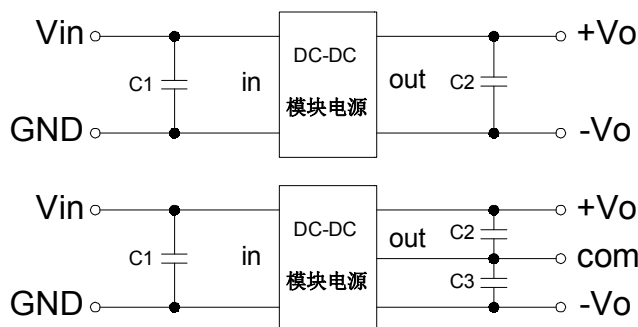 Vin
DC-DC
模块电源
+Vo
C1
in
out
C2
GND
-Vo
Vin
DC-DC
模块电源
+Vo
C1
in
out
C2
com
C3
GND
-Vo